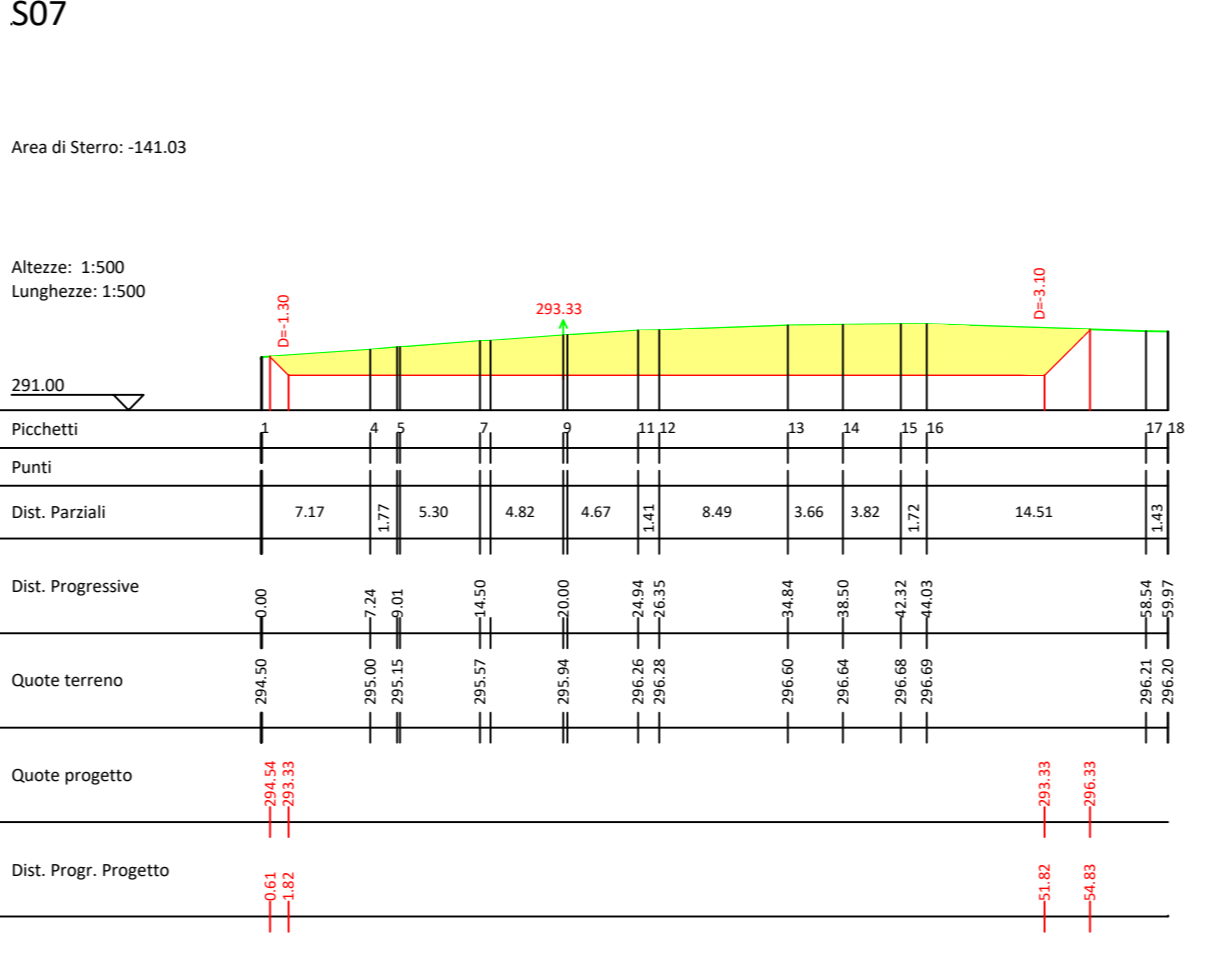 S07
Area di Sterro: -141.03
Altezze: 1:500
Lunghezze: 1:500
D=-1.30
293.33
D=-3.10
291.00
Picchetti 1 4 5 7 9 11 12 13 14 15 16 17 18
Punti
Dist. Parziali 7.17 1.77 5.30 4.82 4.67 1.41 8.49 3.66 3.82 1.72 14.51 1.43
Dist. Progressive 0.00 7.24 9.01 14.50 20.00 24.94 26.35 34.84 38.50 42.32 44.03 58.54 59.97
Quote terreno 294.50 295.00 295.15 295.57 295.94 296.26 296.28 296.60 296.64 296.68 296.69 296.21 296.20
Quote progetto 294.54 293.33 293.33 296.33
Dist. Progr. Progetto 0.61 1.82 51.82 54.83